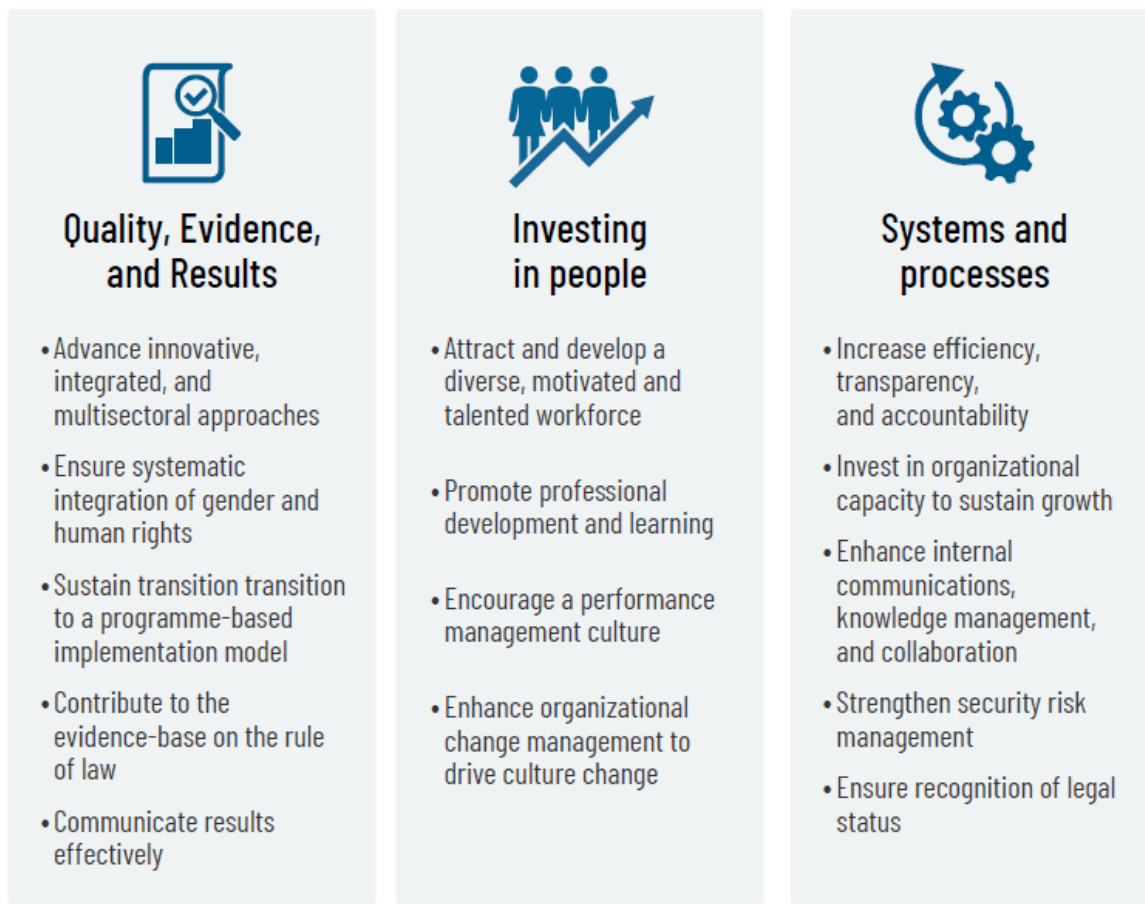 Quality, Evidence,
and Results
• Advance innovative,
integrated, and
multisectoral approaches
• Ensure systematic
integration of gender and
human rights
• Sustain transition transition
to a programme-based
implementation model
• Contribute to the
evidence-base on the rule
of law
• Communicate results
effectively
Investing
in people
• Attract and develop a
diverse, motivated and
talented workforce
• Promote professional
development and learning
• Encourage a performance
management culture
• Enhance organizational
change management to
drive culture change
Systems and
processes
• Increase efficiency,
transparency,
and accountability
• Invest in organizational
capacity to sustain growth
• Enhance internal
communications,
knowledge management,
and collaboration
• Strengthen security risk
management
• Ensure recognition of legal
status